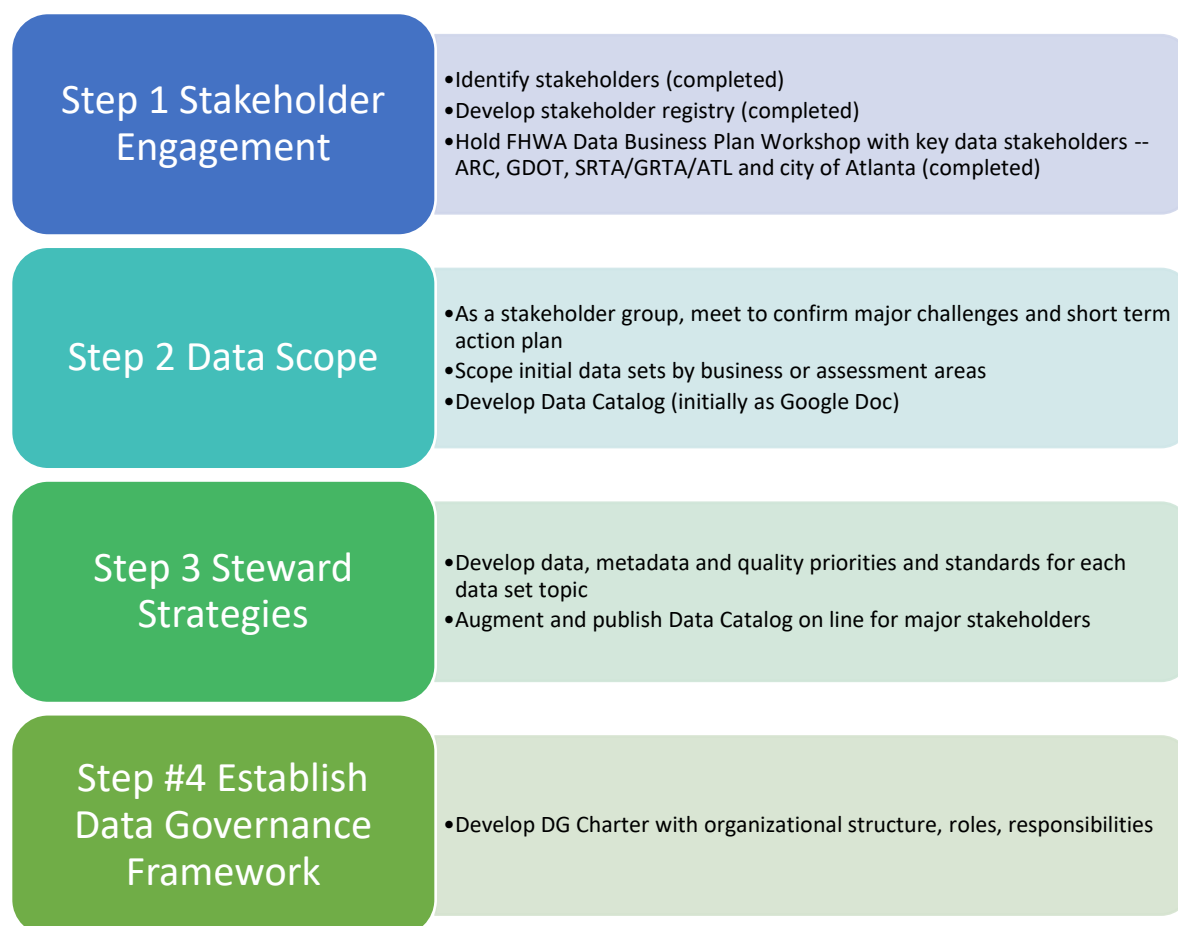 Step 1 Stakeholder
Engagement
•Identify stakeholders (completed)
•Develop stakeholder registry (completed)
•Hold FHWA Data Business Plan Workshop with key data stakeholders --
ARC, GDOT, SRTA/GRTA/ATL and city of Atlanta (completed)
Step 2 Data Scope
•As a stakeholder group, meet to confirm major challenges and short term
action plan
•Scope initial data sets by business or assessment areas
•Develop Data Catalog (initially as Google Doc)
Step 3 Steward
Strategies
•Develop data, metadata and quality priorities and standards for each
data set topic
•Augment and publish Data Catalog on line for major stakeholders
Step #4 Establish
Data Governance
Framework
•Develop DG Charter with organizational structure, roles, responsibilities